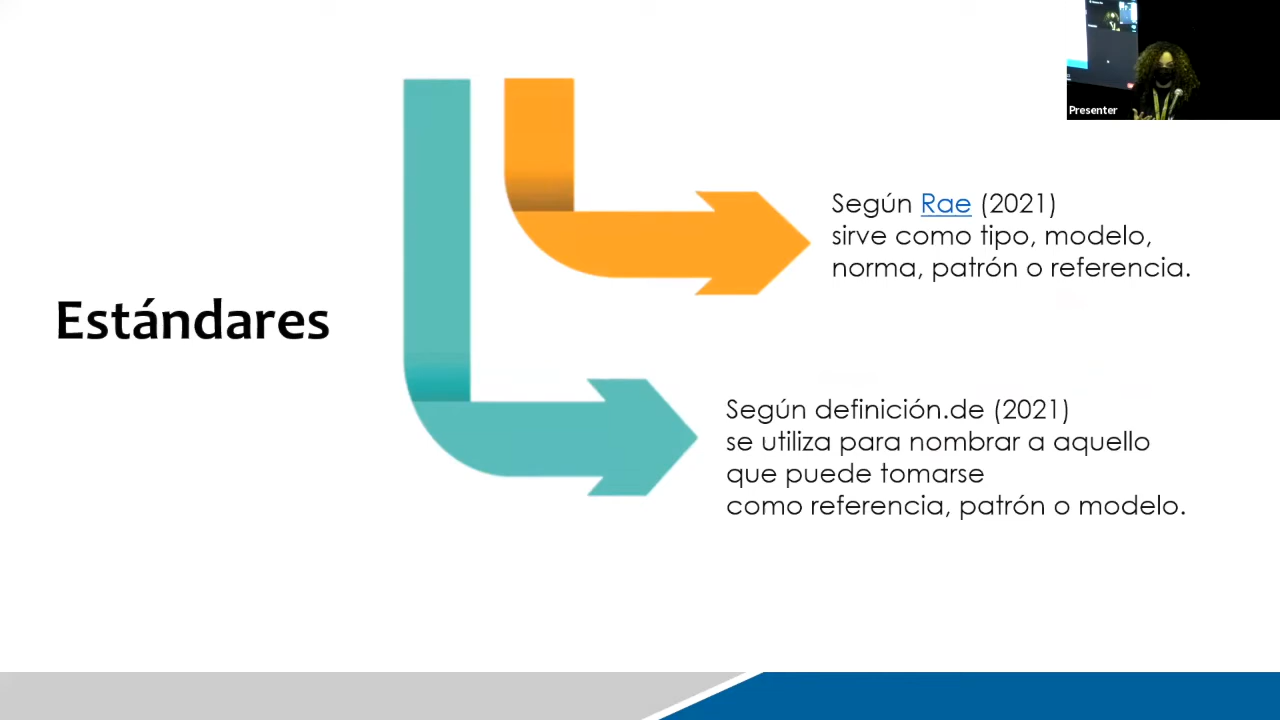 Presenter
Según Rae (2021)
sirve como tipo, modelo,
norma, patrón o referencia.
Estándares
Según definición.de (2021)
se utiliza para nombrar a aquello
que puede tomarse
como referencia, patrón o modelo.